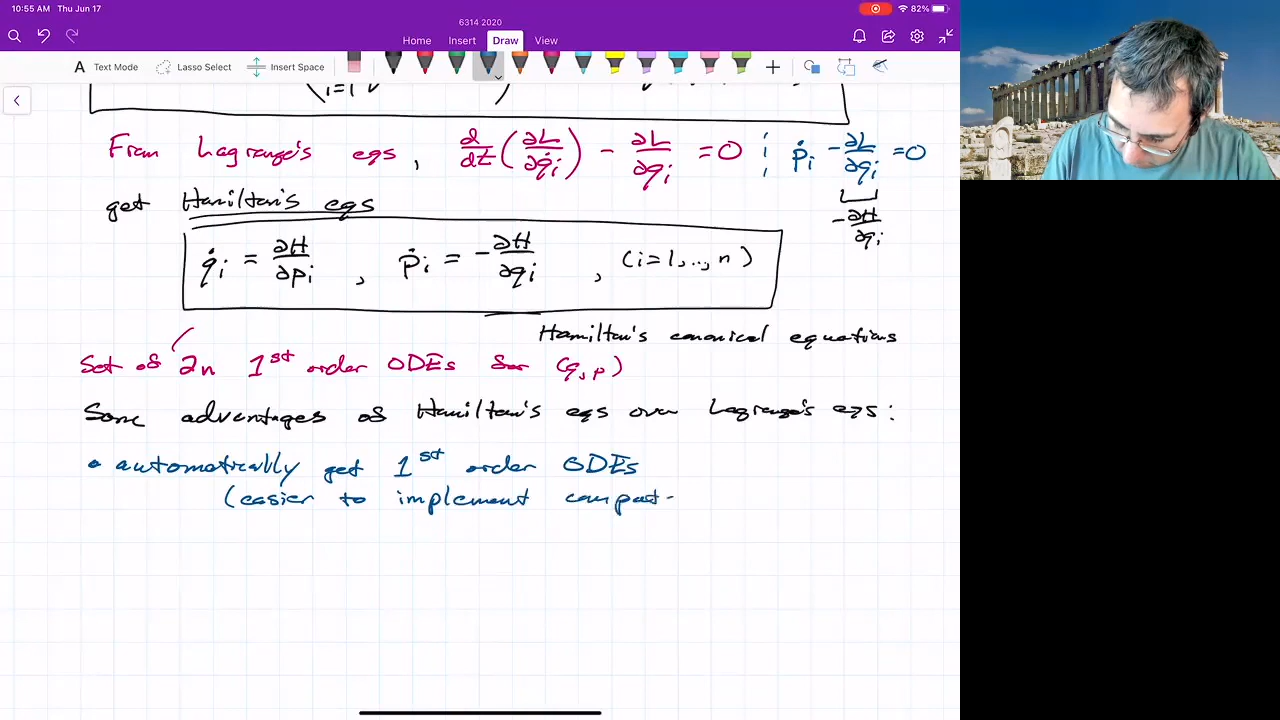 10:55 AM Thu Jun 17
82%
6314 2020
Home Insert Draw View
Text Mode Lasso Select Insert Space
(i=1
From Lagrange's eqs, d/dt(∂L/∂q̇i) - ∂L/∂qi = 0 ¦ ṗi - ∂L/∂qi = 0
get Hamilton's eqs
-∂H/∂qi
q̇i = ∂H/∂pi , ṗi = -∂H/∂qi , (i=1,..,n)
Hamilton's canonical equations
Set of 2n 1st order ODEs for (q,p)
Some advantages of Hamilton's eqs over Lagrange's eqs:
• automatically get 1st order ODEs
(easier to implement comput